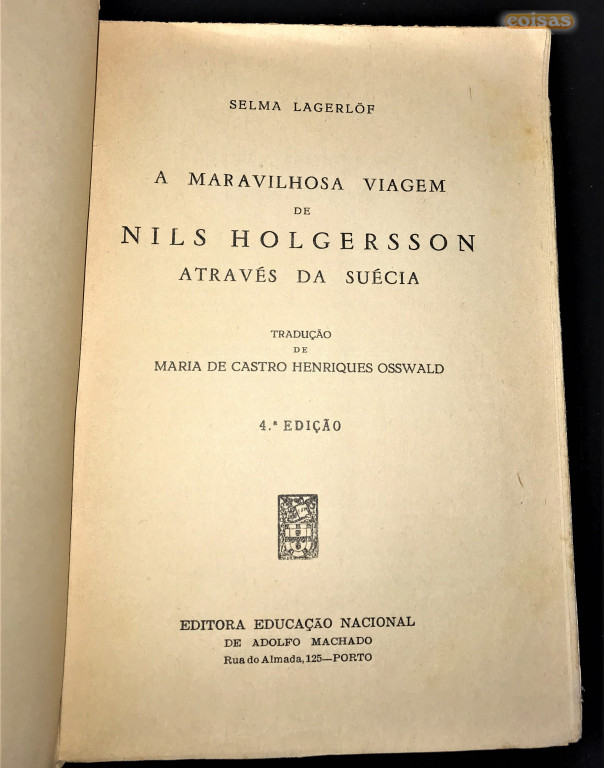 coisas
SELMA LAGERLÖF
A MARAVILHOSA VIAGEM
DE
NILS HOLGERSSON
ATRAVÉS DA SUÉCIA
TRADUÇÃO
DE
MARIA DE CASTRO HENRIQUES OSSWALD
4.ª EDIÇÃO
EDITORA EDUCAÇÃO NACIONAL
DE ADOLFO MACHADO
Rua do Almada, 125—PORTO